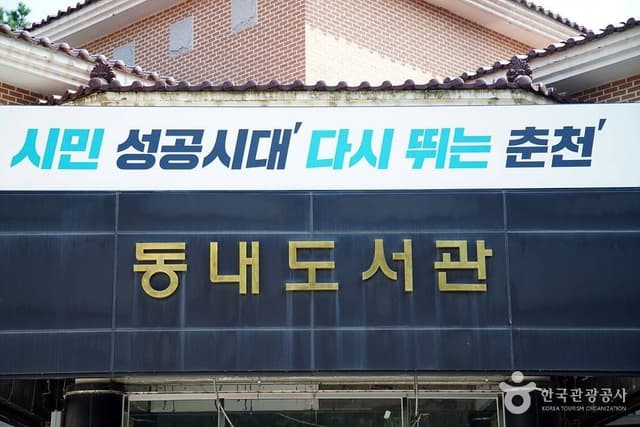 시민 성공시대' 다시 뛰는 춘천'
동내도서관
한국관광공사
KOREA TOURISM ORGANIZATION